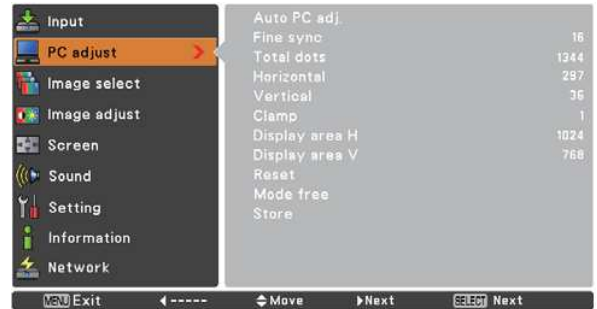 Input
PC adjust
Image select
Image adjust
Screen
Sound
Setting
Information
Network
Auto PC adj.
Fine sync 16
Total dots 1344
Horizontal 297
Vertical 36
Clamp 1
Display area H 1024
Display area V 768
Reset
Mode free
Store
MENU Exit ----- Move Next SELECT Next